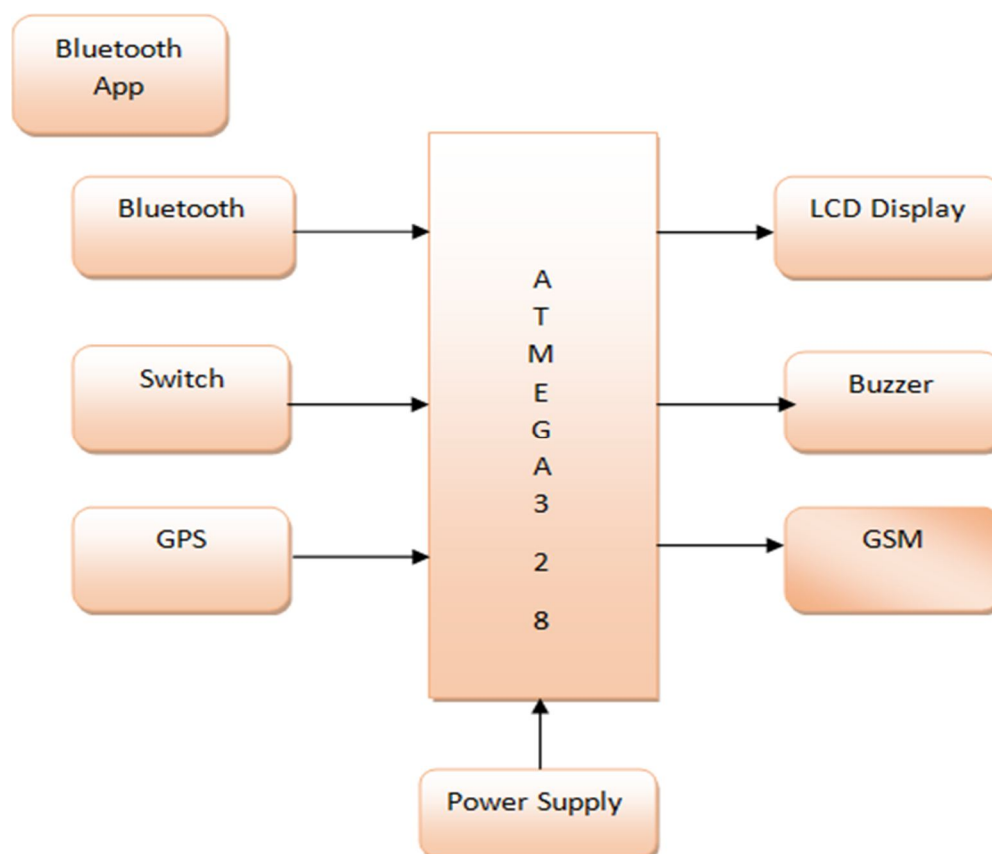 Bluetooth
App
Bluetooth
Switch
GPS
A
T
M
E
G
A
3
2
8
LCD Display
Buzzer
GSM
Power Supply